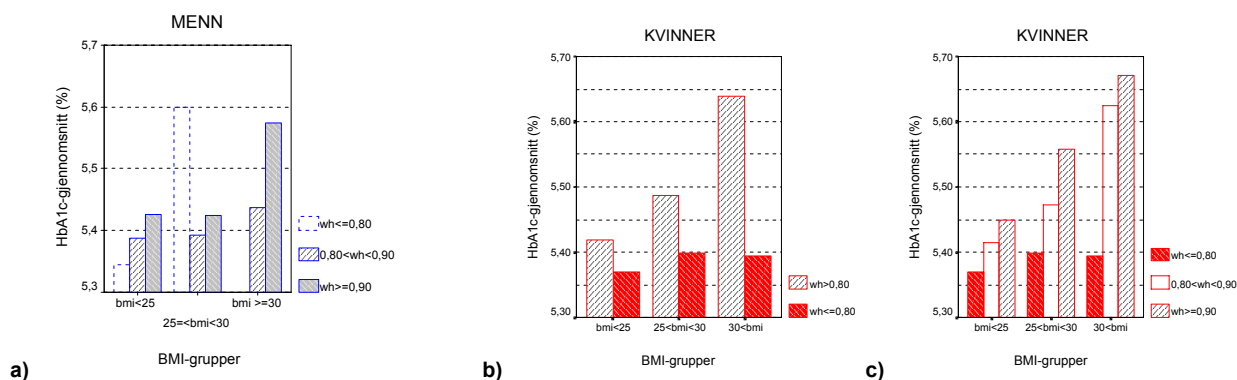 MENN
HbA1c-gjennomsnitt (%)
5,7
5,6
5,5
5,4
5,3
bmi<25
bmi >=30
25=<bmi<30
wh<=0,80
0,80<wh<0,90
wh>=0,90
a)
BMI-grupper
KVINNER
HbA1c-gjennomsnitt (%)
5,70
5,60
5,50
5,40
5,30
bmi<25
25<bmi<30
30<bmi
wh>0,80
wh<=0,80
b)
BMI-grupper
KVINNER
HbA1c-gjennomsnitt (%)
5,70
5,60
5,50
5,40
5,30
bmi<25
25<bmi<30
30<bmi
wh<=0,80
0,80<wh<0,90
wh>=0,90
c)
BMI-grupper